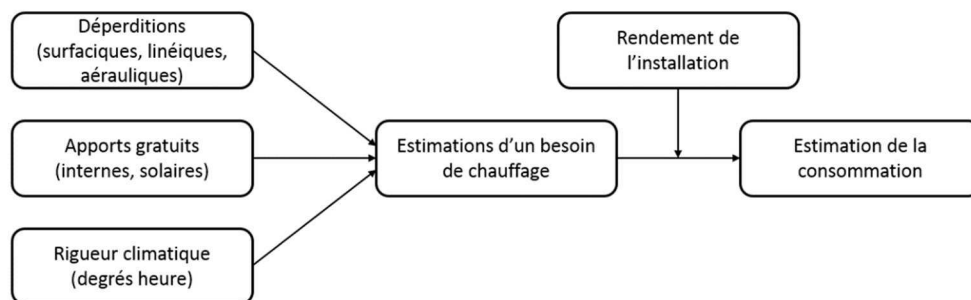 Déperditions
(surfaciques, linéiques,
aérauliques)
Apports gratuits
(internes, solaires)
Rigueur climatique
(degrés heure)
Estimations d'un besoin
de chauffage
Rendement de
l'installation
Estimation de la
consommation